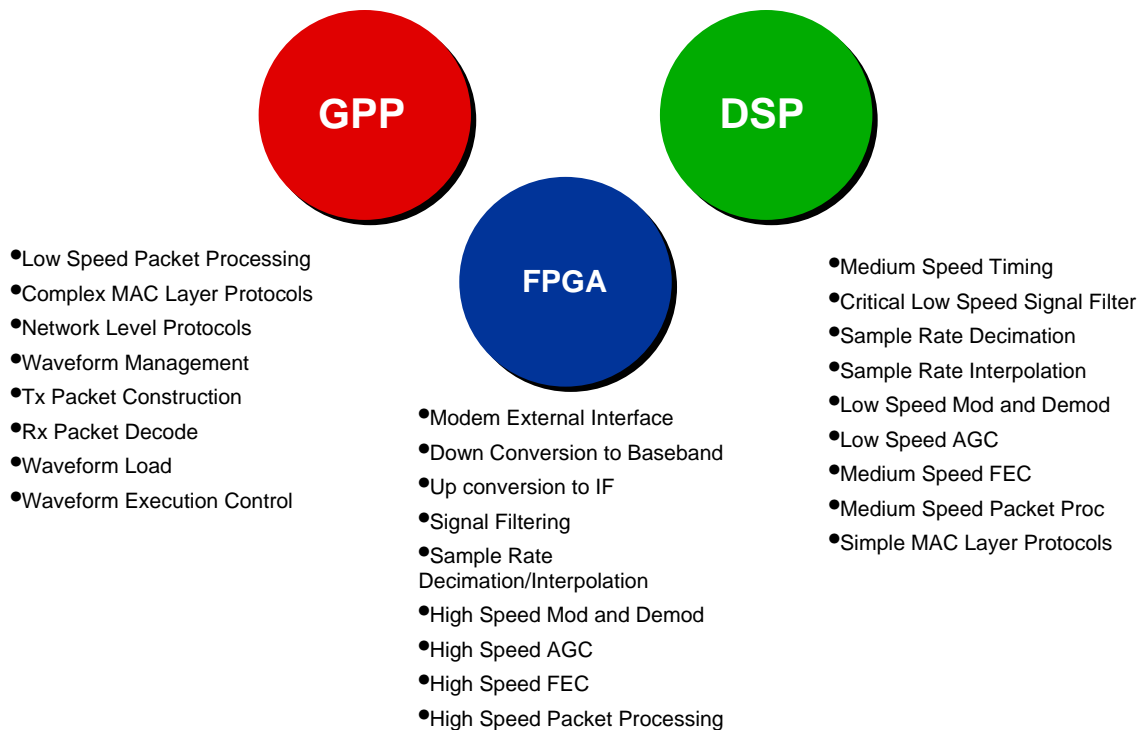 GPP
DSP
FPGA
•Low Speed Packet Processing
•Complex MAC Layer Protocols
•Network Level Protocols
•Waveform Management
•Tx Packet Construction
•Rx Packet Decode
•Waveform Load
•Waveform Execution Control
•Modem External Interface
•Down Conversion to Baseband
•Up conversion to IF
•Signal Filtering
•Sample Rate
Decimation/Interpolation
•High Speed Mod and Demod
•High Speed AGC
•High Speed FEC
•High Speed Packet Processing
•Medium Speed Timing
•Critical Low Speed Signal Filter
•Sample Rate Decimation
•Sample Rate Interpolation
•Low Speed Mod and Demod
•Low Speed AGC
•Medium Speed FEC
•Medium Speed Packet Proc
•Simple MAC Layer Protocols